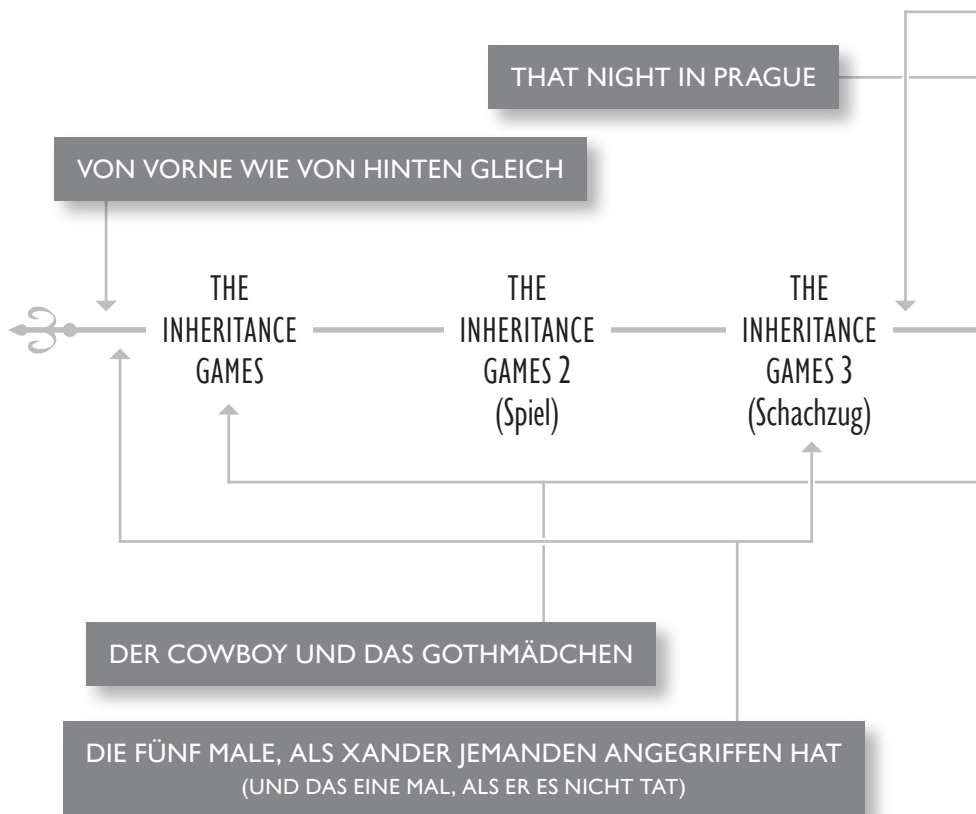 THAT NIGHT IN PRAGUE
VON VORNE WIE VON HINTEN GLEICH
THE
INHERITANCE
GAMES
THE
INHERITANCE
GAMES 2
(Spiel)
THE
INHERITANCE
GAMES 3
(Schachzug)
DER COWBOY UND DAS GOTHMÄDCHEN
DIE FÜNF MALE, ALS XANDER JEMANDEN ANGEGRIFFEN HAT
(UND DAS EINE MAL, ALS ER ES NICHT TAT)